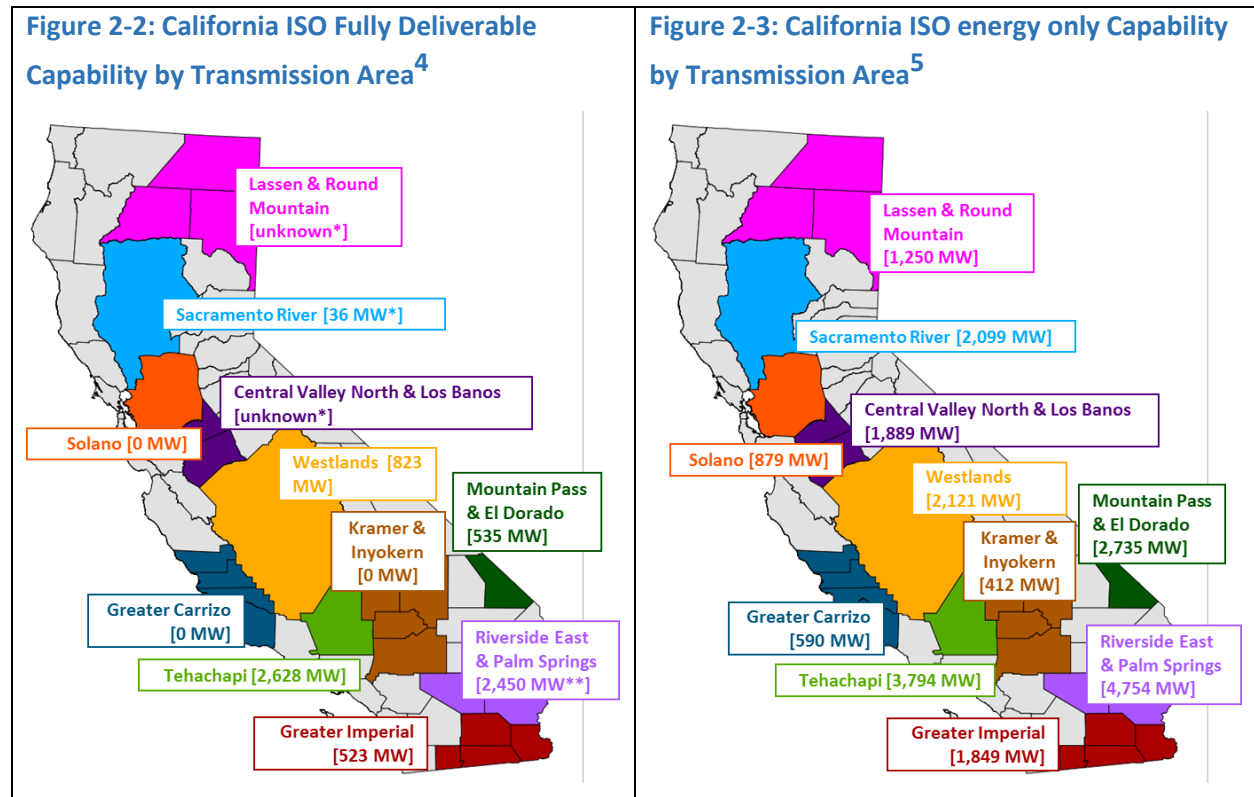 Figure 2-2: California ISO Fully Deliverable
Capability by Transmission Area4
Lassen & Round
Mountain
[unknown*]
Sacramento River [36 MW*]
Central Valley North & Los Banos
[unknown*]
Solano [0 MW]
Westlands [823
MW]
Mountain Pass
& El Dorado
[535 MW]
Kramer &
Inyokern
[0 MW]
Greater Carrizo
[0 MW]
Riverside East
& Palm Springs
[2,450 MW**]
Tehachapi [2,628 MW]
Greater Imperial
[523 MW]
Figure 2-3: California ISO energy only Capability
by Transmission Area5
Lassen & Round
Mountain
[1,250 MW]
Sacramento River [2,099 MW]
Central Valley North & Los Banos
[1,889 MW]
Solano [879 MW]
Westlands
[2,121 MW]
Mountain Pass
& El Dorado
[2,735 MW]
Kramer &
Inyokern
[412 MW]
Greater Carrizo
[590 MW]
Riverside East
& Palm Springs
[4,754 MW]
Tehachapi [3,794 MW]
Greater Imperial
[1,849 MW]